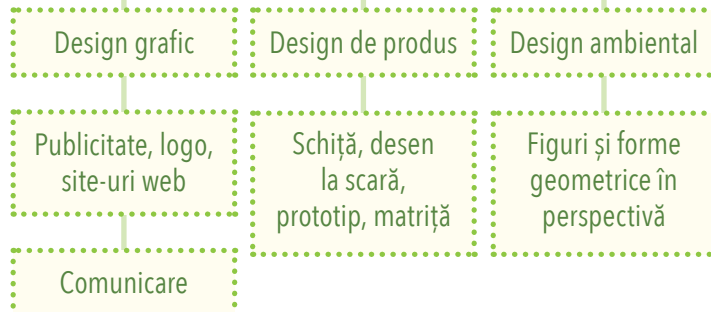 Design grafic
Design de produs
Design ambiental
Publicitate, logo,
site-uri web
Schiță, desen
la scară,
prototip, matriță
Figuri și forme
geometrice în
perspectivă
Comunicare